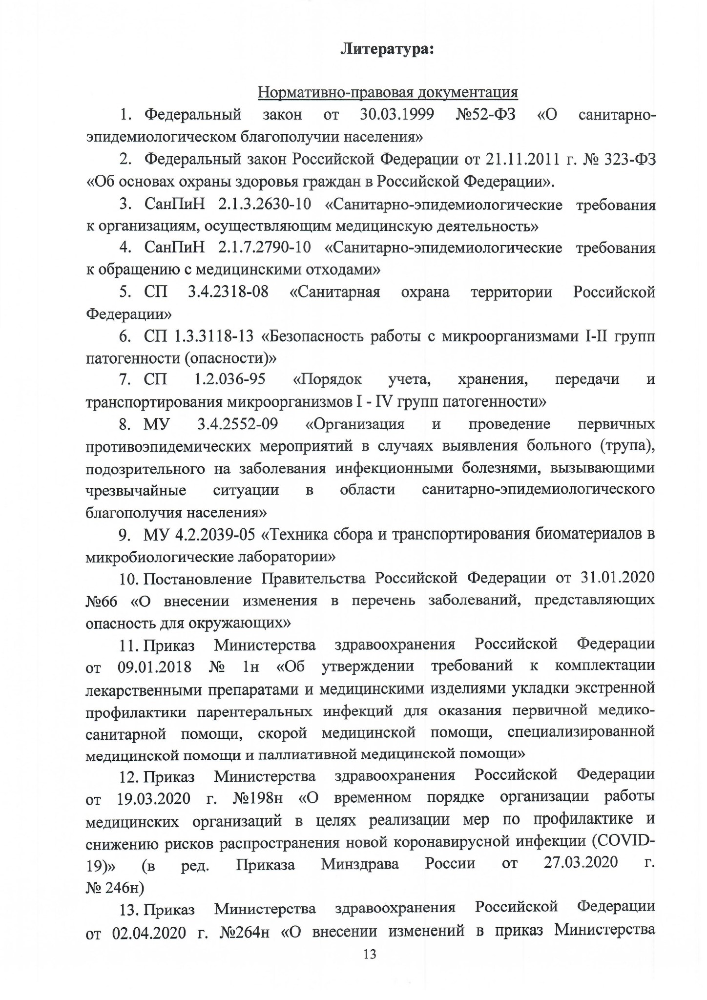 Литература:
Нормативно-правовая документация
1. Федеральный закон от 30.03.1999 №52-ФЗ «О санитарно-
эпидемиологическом благополучии населения»
2. Федеральный закон Российской Федерации от 21.11.2011 г. № 323-ФЗ
«Об основах охраны здоровья граждан в Российской Федерации».
3. СанПиН 2.1.3.2630-10 «Санитарно-эпидемиологические требования
к организациям, осуществляющим медицинскую деятельность»
4. СанПиН 2.1.7.2790-10 «Санитарно-эпидемиологические требования
к обращению с медицинскими отходами»
5. СП 3.4.2318-08 «Санитарная охрана территории Российской
Федерации»
6. СП 1.3.3118-13 «Безопасность работы с микроорганизмами I-II групп
патогенности (опасности)»
7. СП 1.2.036-95 «Порядок учета, хранения, передачи и
транспортирования микроорганизмов I - IV групп патогенности»
8. МУ 3.4.2552-09 «Организация и проведение первичных
противоэпидемических мероприятий в случаях выявления больного (трупа),
подозрительного на заболевания инфекционными болезнями, вызывающими
чрезвычайные ситуации в области санитарно-эпидемиологического
благополучия населения»
9. МУ 4.2.2039-05 «Техника сбора и транспортирования биоматериалов в
микробиологические лаборатории»
10. Постановление Правительства Российской Федерации от 31.01.2020
№66 «О внесении изменения в перечень заболеваний, представляющих
опасность для окружающих»
11. Приказ Министерства здравоохранения Российской Федерации
от 09.01.2018 № 1н «Об утверждении требований к комплектации
лекарственными препаратами и медицинскими изделиями укладки экстренной
профилактики парентеральных инфекций для оказания первичной медико-
санитарной помощи, скорой медицинской помощи, специализированной
медицинской помощи и паллиативной медицинской помощи»
12. Приказ Министерства здравоохранения Российской Федерации
от 19.03.2020 г. №198н «О временном порядке организации работы
медицинских организаций в целях реализации мер по профилактике и
снижению рисков распространения новой коронавирусной инфекции (COVID-
19)» (в ред. Приказа Минздрава России от 27.03.2020 г.
№ 246н)
13. Приказ Министерства здравоохранения Российской Федерации
от 02.04.2020 г. №264н «О внесении изменений в приказ Министерства
13